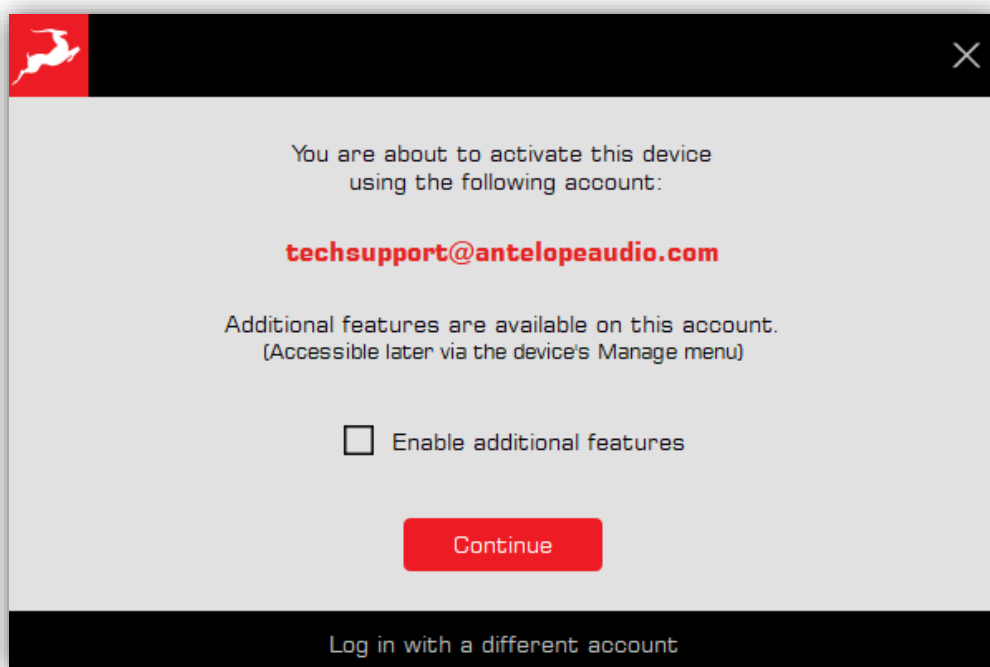 You are about to activate this device
using the following account:
techsupport@antelopeaudio.com
Additional features are available on this account.
(Accessible later via the device's Manage menu)
Enable additional features
Continue
Log in with a different account